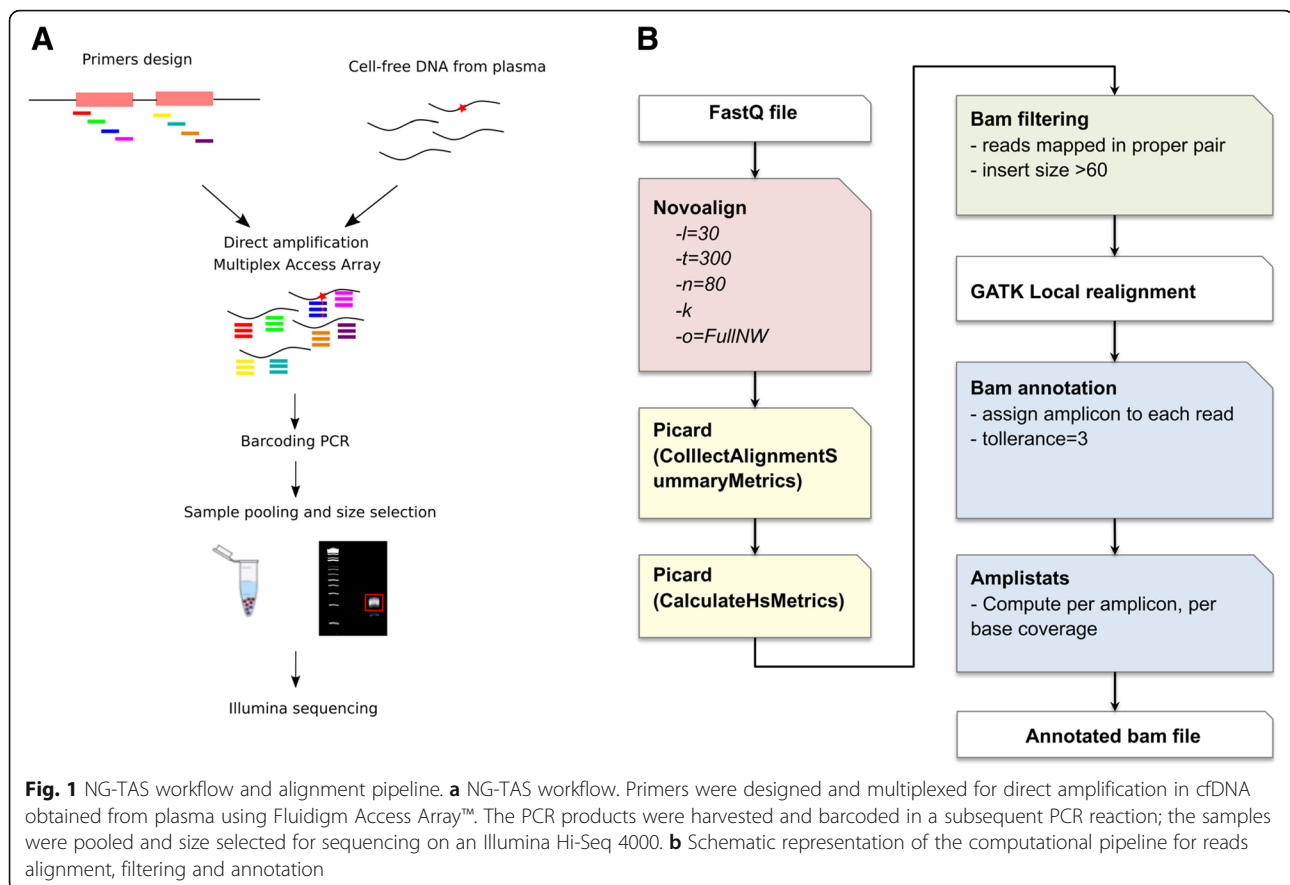 A
Primers design
Cell-free DNA from plasma
Direct amplification
Multiplex Access Array
Barcoding PCR
Sample pooling and size selection
Illumina sequencing
B
FastQ file
Novoalign
-l=30
-t=300
-n=80
-k
-o=FullNW
Picard
(ColllectAlignmentS
ummaryMetrics)
Picard
(CalculateHsMetrics)
Bam filtering
- reads mapped in proper pair
- insert size >60
GATK Local realignment
Bam annotation
- assign amplicon to each read
- tollerance=3
Amplistats
- Compute per amplicon, per
base coverage
Annotated bam file
Fig. 1 NG-TAS workflow and alignment pipeline. a NG-TAS workflow. Primers were designed and multiplexed for direct amplification in cfDNA
obtained from plasma using Fluidigm Access Array™. The PCR products were harvested and barcoded in a subsequent PCR reaction; the samples
were pooled and size selected for sequencing on an Illumina Hi-Seq 4000. b Schematic representation of the computational pipeline for reads
alignment, filtering and annotation